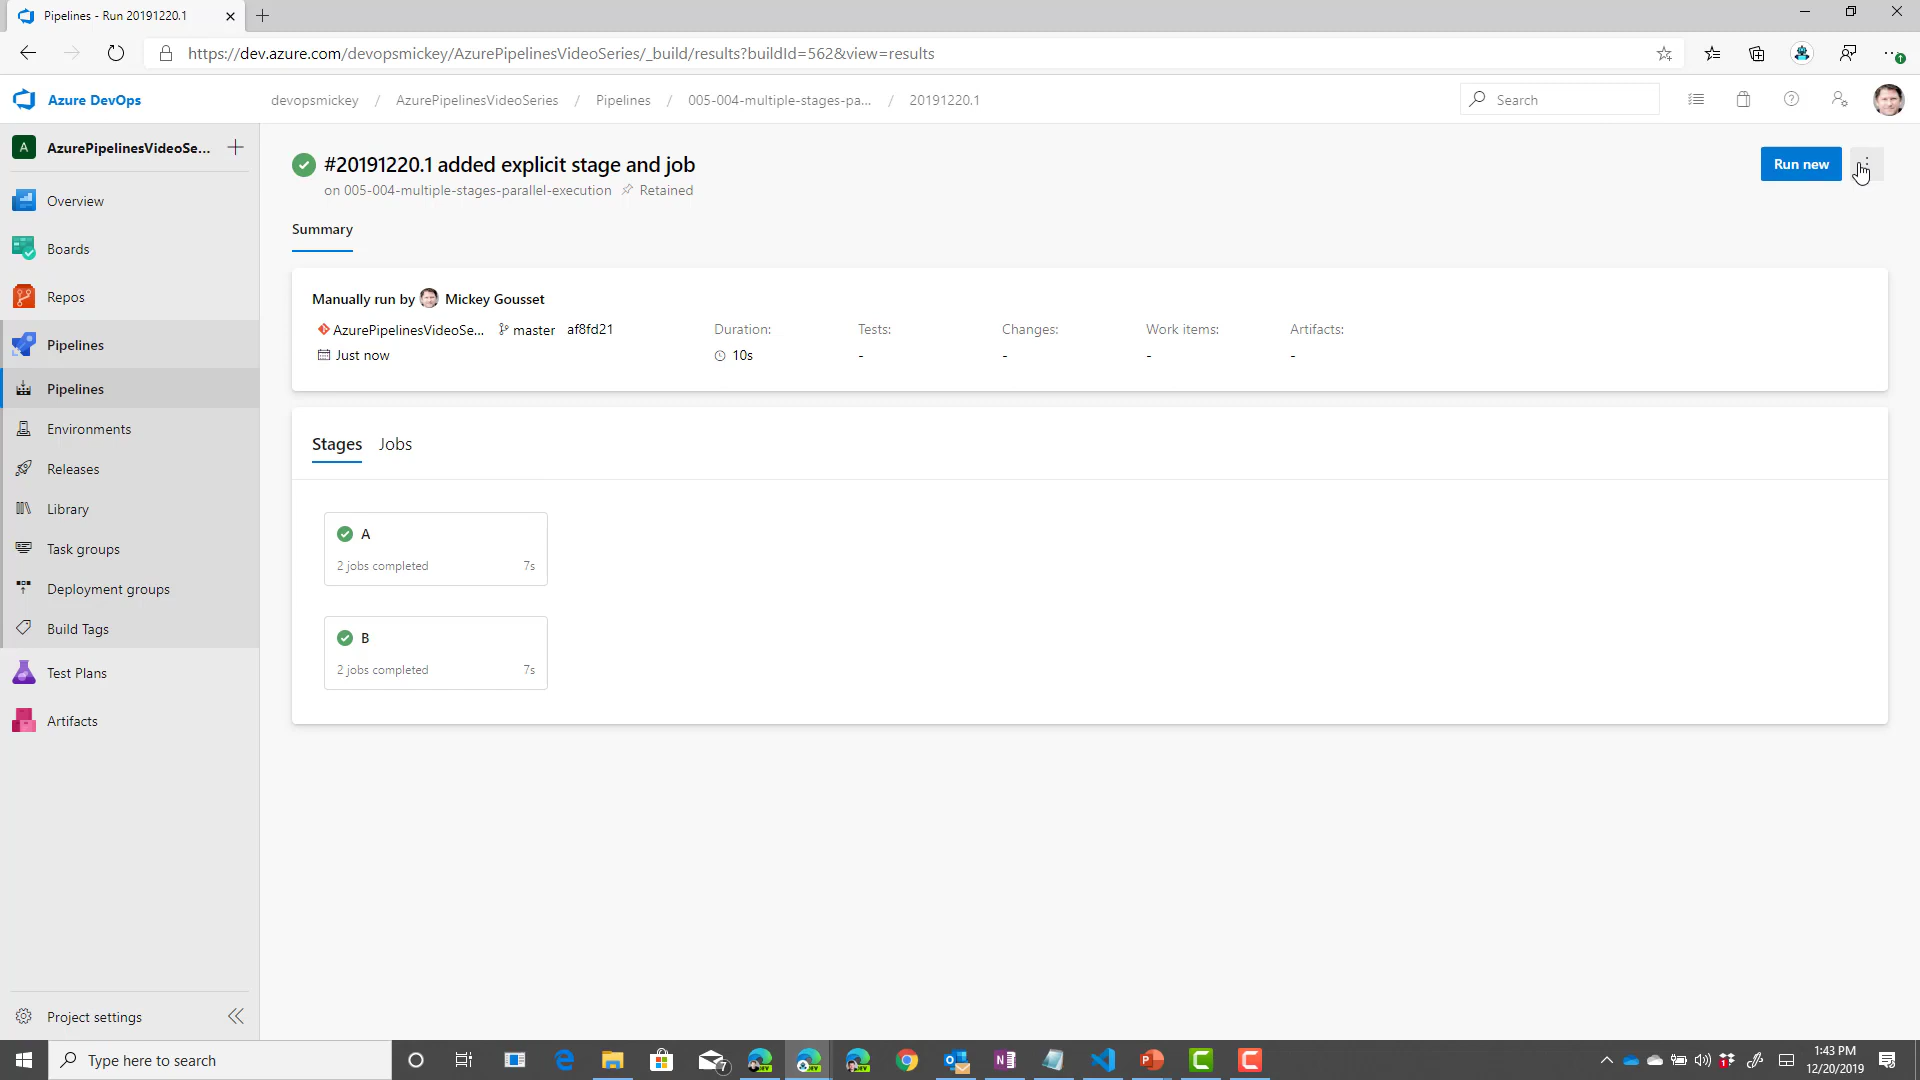 Pipelines - Run 20191220.1
https://dev.azure.com/devopsmickey/AzurePipelinesVideoSeries/_build/results?buildId=562&view=results
Azure DevOps
devopsmickey / AzurePipelinesVideoSeries / Pipelines / 005-004-multiple-stages-pa... / 20191220.1
Search
A AzurePipelinesVideoSe...
Overview
Boards
Repos
Pipelines
Pipelines
Environments
Releases
Library
Task groups
Deployment groups
Build Tags
Test Plans
Artifacts
Project settings
#20191220.1 added explicit stage and job
on 005-004-multiple-stages-parallel-execution Retained
Run new
Summary
Manually run by Mickey Gousset
AzurePipelinesVideoSe... master af8fd21
Just now
Duration: Tests: Changes: Work items: Artifacts:
10s - - - -
Stages Jobs
A
2 jobs completed 7s
B
2 jobs completed 7s
Type here to search
7
DEV
DEV
DEV
1:43 PM
12/20/2019